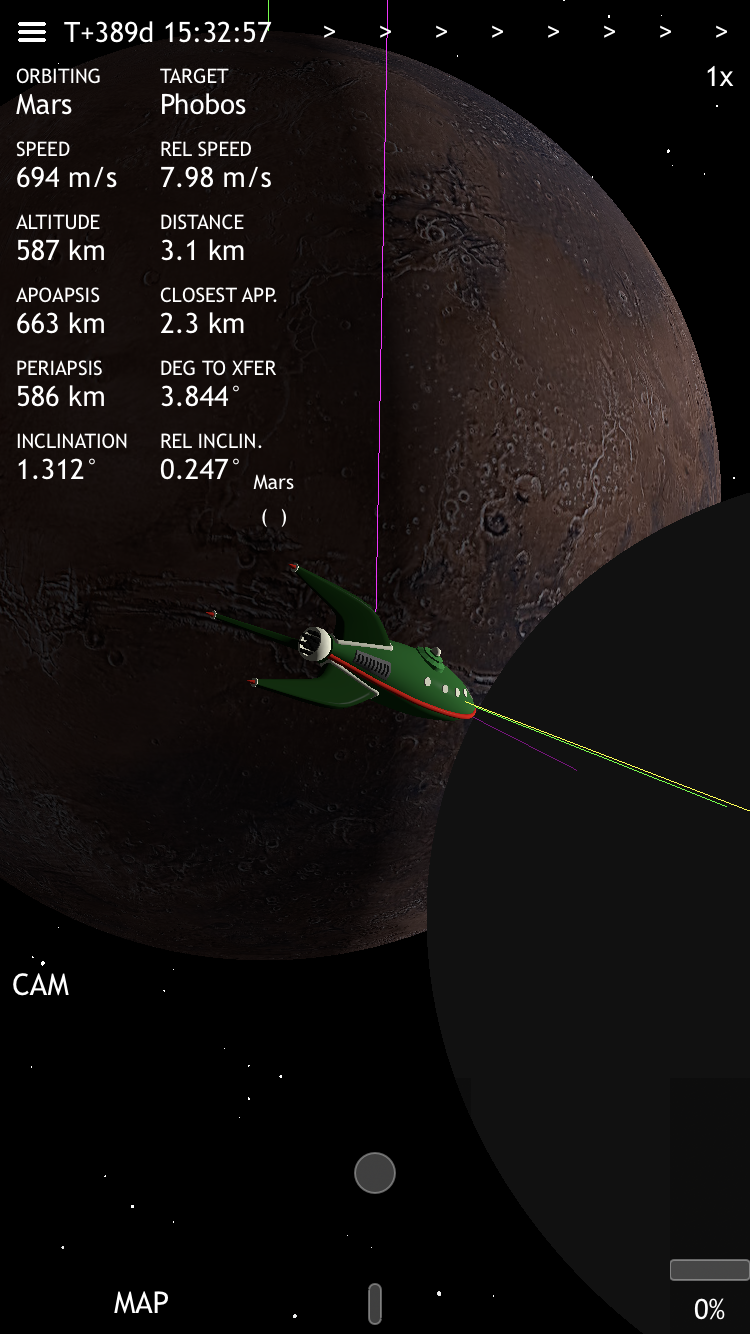 T+389d 15:32:57 > > > > > > > >
1x
ORBITING TARGET
Mars Phobos
SPEED REL SPEED
694 m/s 7.98 m/s
ALTITUDE DISTANCE
587 km 3.1 km
APOAPSIS CLOSEST APP.
663 km 2.3 km
PERIAPSIS DEG TO XFER
586 km 3.844°
INCLINATION REL INCLIN.
1.312° 0.247°
Mars
( )
CAM
MAP
0%